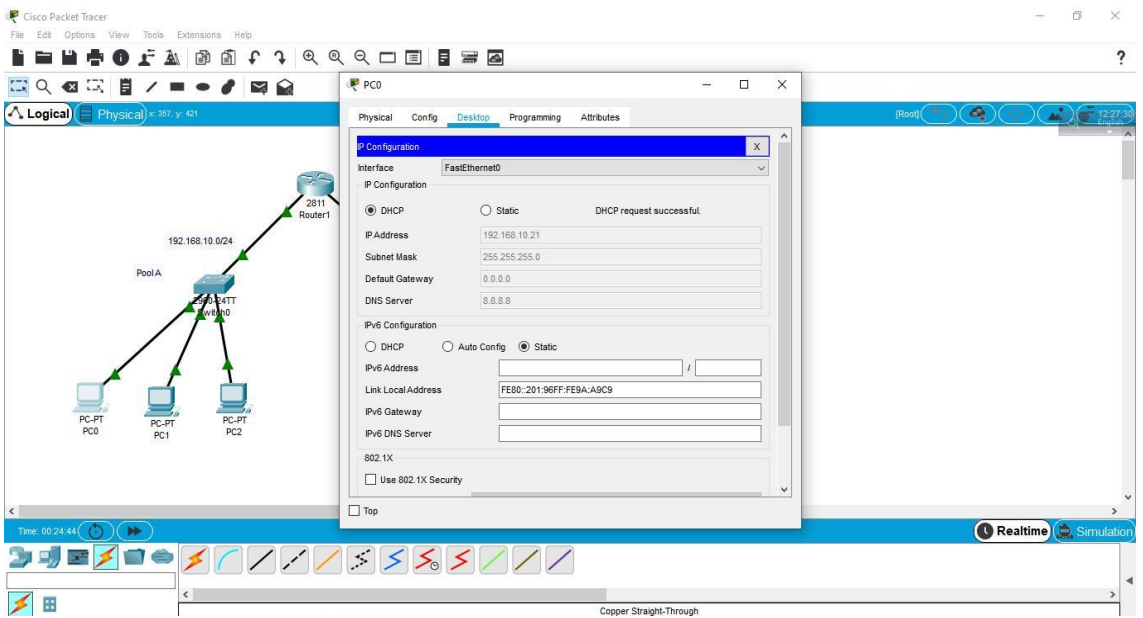 Cisco Packet Tracer
File Edit Options View Tools Extensions Help
?
PC0
Logical
Physical
x: 357, y: 421
[Root]
12:27:30
English
Physical Config Desktop Programming Attributes
IP Configuration
X
Interface FastEthernet0
IP Configuration
DHCP Static DHCP request successful.
IP Address 192.168.10.21
Subnet Mask 255.255.255.0
Default Gateway 0.0.0.0
DNS Server 8.8.8.8
IPv6 Configuration
DHCP Auto Config Static
IPv6 Address /
Link Local Address FE80::201:96FF:FE9A:A9C9
IPv6 Gateway
IPv6 DNS Server
802.1X
Use 802.1X Security
Top
2811
Router1
192.168.10.0/24
Pool A
2960-24TT
Switch0
PC-PT
PC0
PC-PT
PC1
PC-PT
PC2
Time: 00:24:44
Realtime
Simulation
Copper Straight-Through